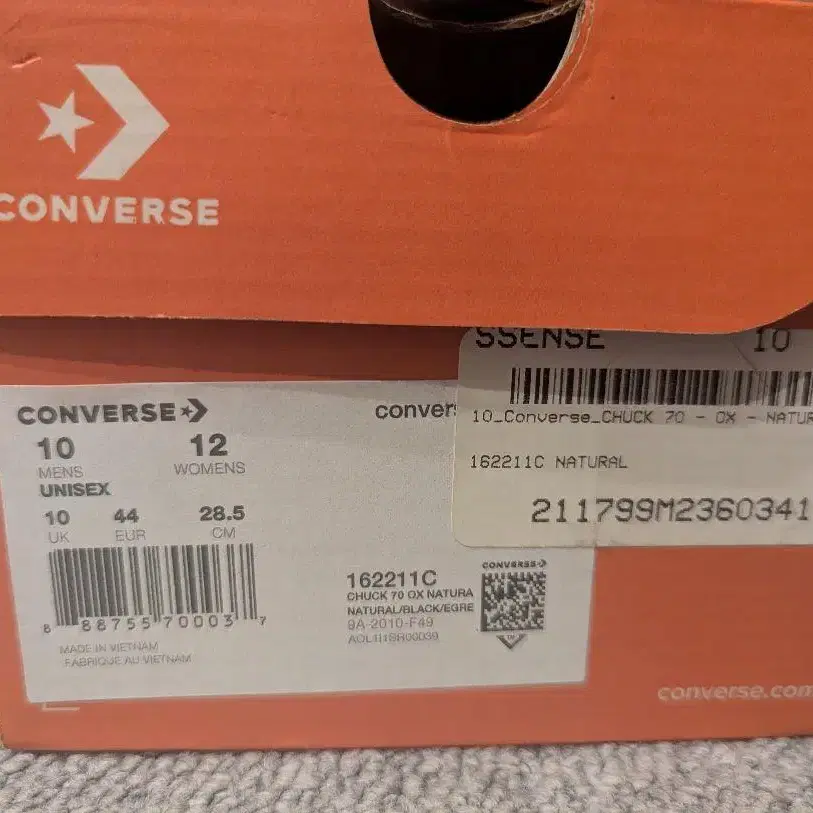 CONVERSE
SSENSE 10
10_Converse_CHUCK 70 - OX - NATUR
162211C NATURAL
211799M2360341
CONVERSE
conver
10 12
MENS WOMENS
UNISEX
10 44 28.5
UK EUR CM
8 88755 70003 7
MADE IN VIETNAM
FABRIQUÉ AU VIETNAM
CONVERSE
162211C
CHUCK 70 OX NATURA
NATURAL/BLACK/EGRE
9A-2010-F49
converse.com